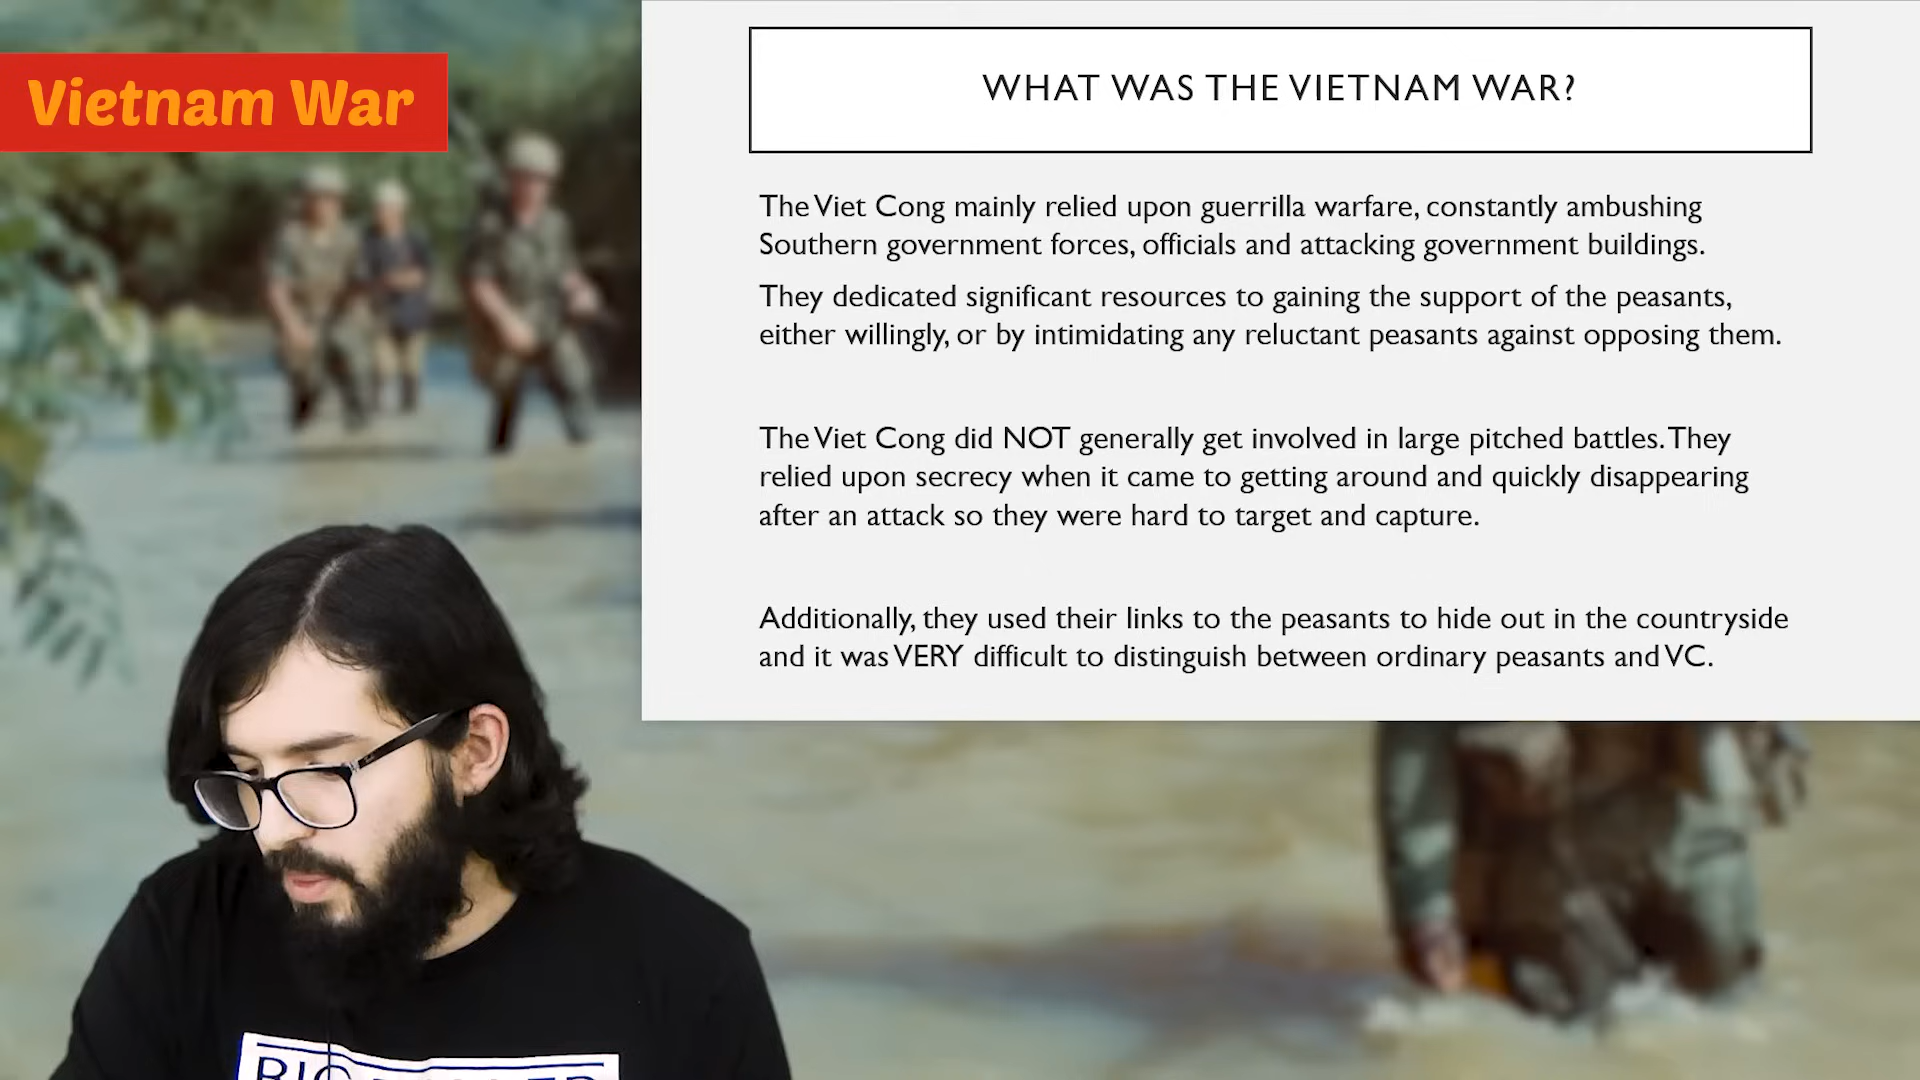 Vietnam War
WHAT WAS THE VIETNAM WAR?
The Viet Cong mainly relied upon guerrilla warfare, constantly ambushing
Southern government forces, officials and attacking government buildings.
They dedicated significant resources to gaining the support of the peasants,
either willingly, or by intimidating any reluctant peasants against opposing them.
The Viet Cong did NOT generally get involved in large pitched battles. They
relied upon secrecy when it came to getting around and quickly disappearing
after an attack so they were hard to target and capture.
Additionally, they used their links to the peasants to hide out in the countryside
and it was VERY difficult to distinguish between ordinary peasants and VC.